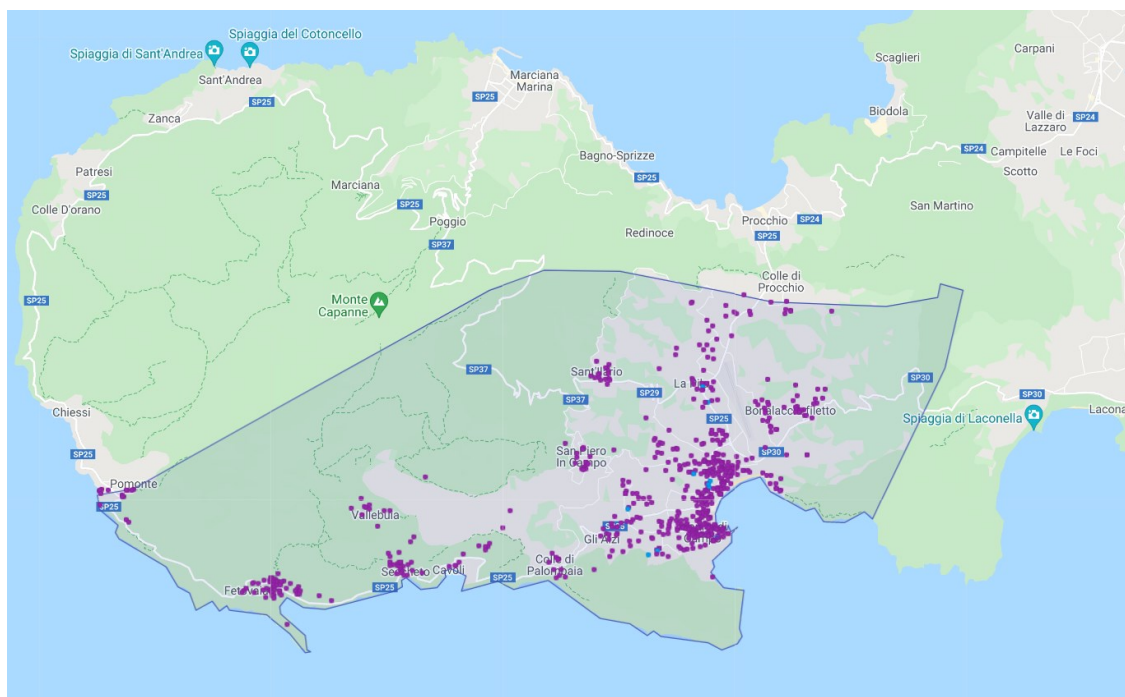 Spiaggia del Cotoncello
Spiaggia di Sant'Andrea
Sant'Andrea
SP25
Zanca
Patresi
SP25
Colle D'orano
SP25
Marciana
Marina
SP25
Bagno-Sprizze
SP25
Marciana
SP25
Poggio
SP37
Redinoce
Procchio
SP24
SP25
Scaglieri
Biodola
Carpani
SP24
Valle di
Lazzaro
SP24
Campitelle
Le Foci
Scotto
San Martino
Colle di
Procchio
Monte
Capanne
SP37
Sant'Ilario
SP37
SP29
La
SP25
SP30
SP30
Spiaggia di Laconella
SP30
Lacona
Chiessi
SP25
Pomonte
SP25
San Piero
In Campo
Vallebuia
Gli Alzi
Colle di
Palombaia
SP25
Cavoli
SP25